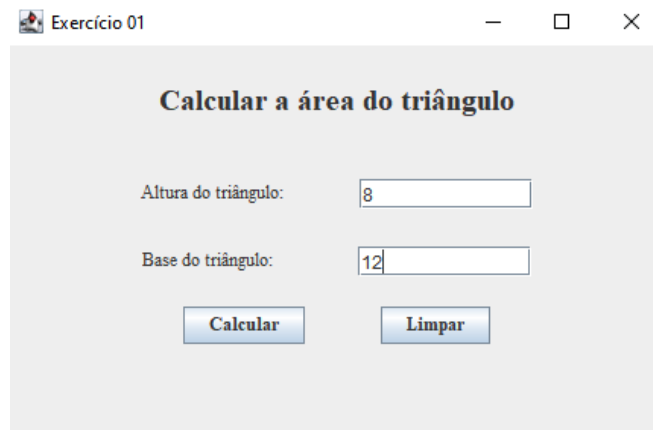 Exercício 01
Calcular a área do triângulo
Altura do triângulo: 8
Base do triângulo: 12
Calcular Limpar